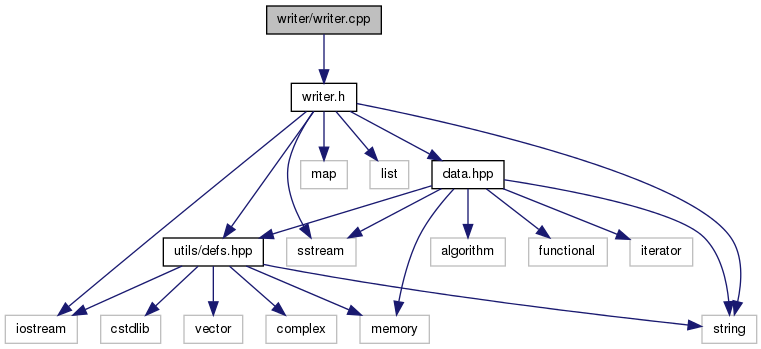 writer/writer.cpp
writer.h
map
list
data.hpp
utils/defs.hpp
sstream
algorithm
functional
iterator
iostream
cstdlib
vector
complex
memory
string